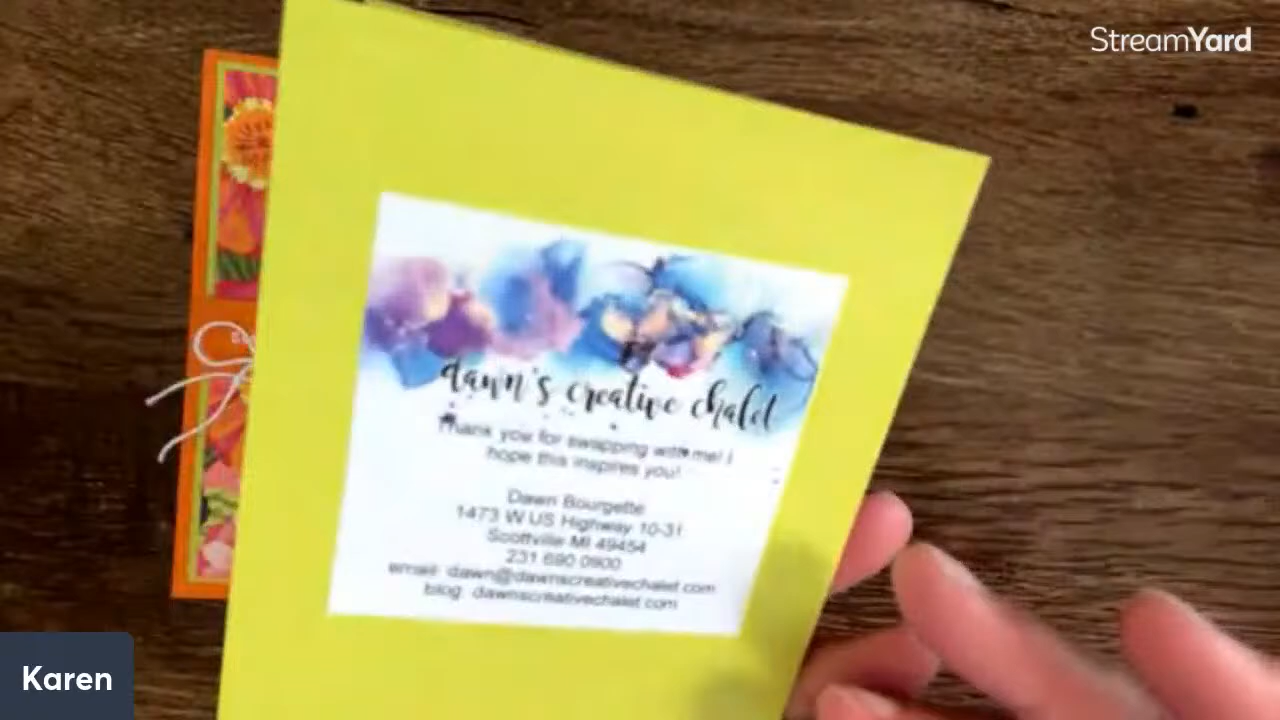 StreamYard
dawn's creative chalet
Thank you for swapping with me! I
hope this inspires you!
Dawn Bourgette
1473 W US Highway 10-31
Scottville MI 49454
231 690 0900
email: dawn@dawnscreativechalet.com
blog: dawnscreativechalet.com
Karen